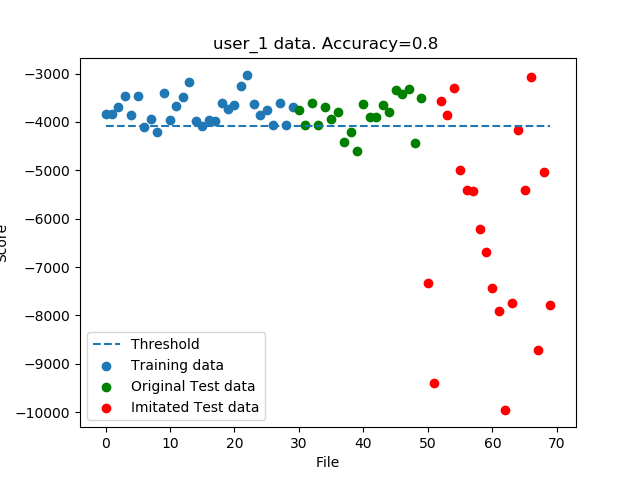 user_1 data. Accuracy=0.8
−3000
−4000
−5000
−6000
−7000
−8000
−9000
−10000
Score
Threshold
Training data
Original Test data
Imitated Test data
0 10 20 30 40 50 60 70
File